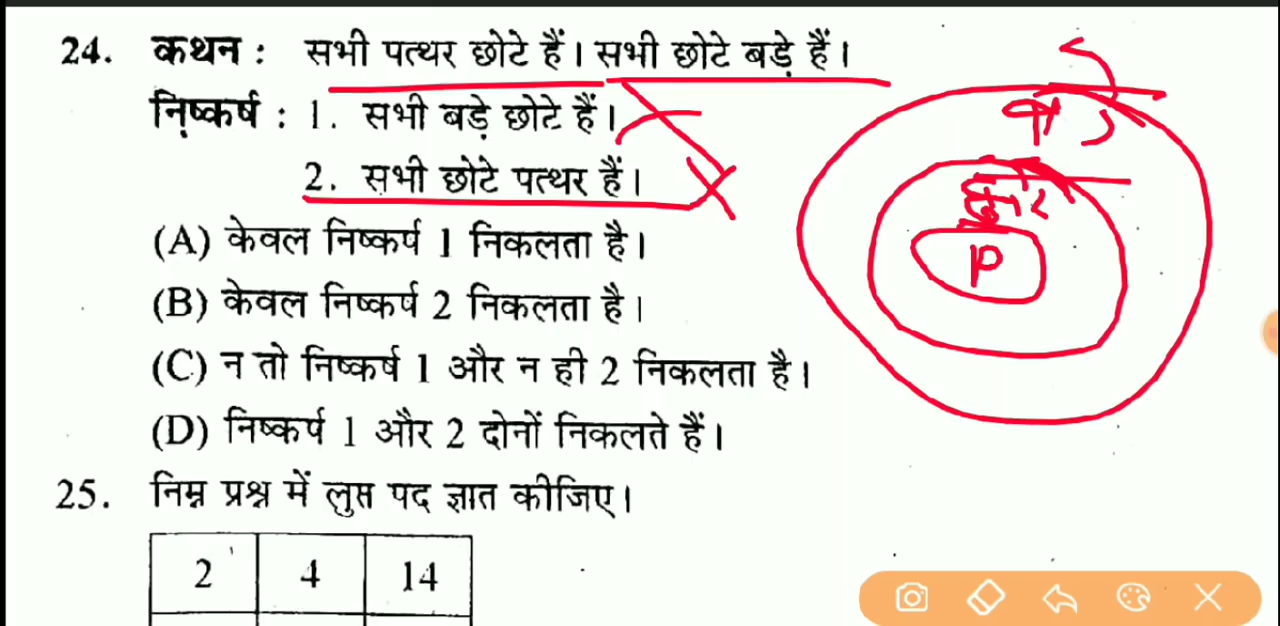 24. कथन : सभी पत्थर छोटे हैं। सभी छोटे बड़े हैं।
निष्कर्ष : 1. सभी बड़े छोटे हैं।
2. सभी छोटे पत्थर हैं।
(A) केवल निष्कर्ष 1 निकलता है।
(B) केवल निष्कर्ष 2 निकलता है।
(C) न तो निष्कर्ष 1 और न ही 2 निकलता है।
(D) निष्कर्ष 1 और 2 दोनों निकलते हैं।
P
25. निम्न प्रश्न में लुप्त पद ज्ञात कीजिए।
2 4 14